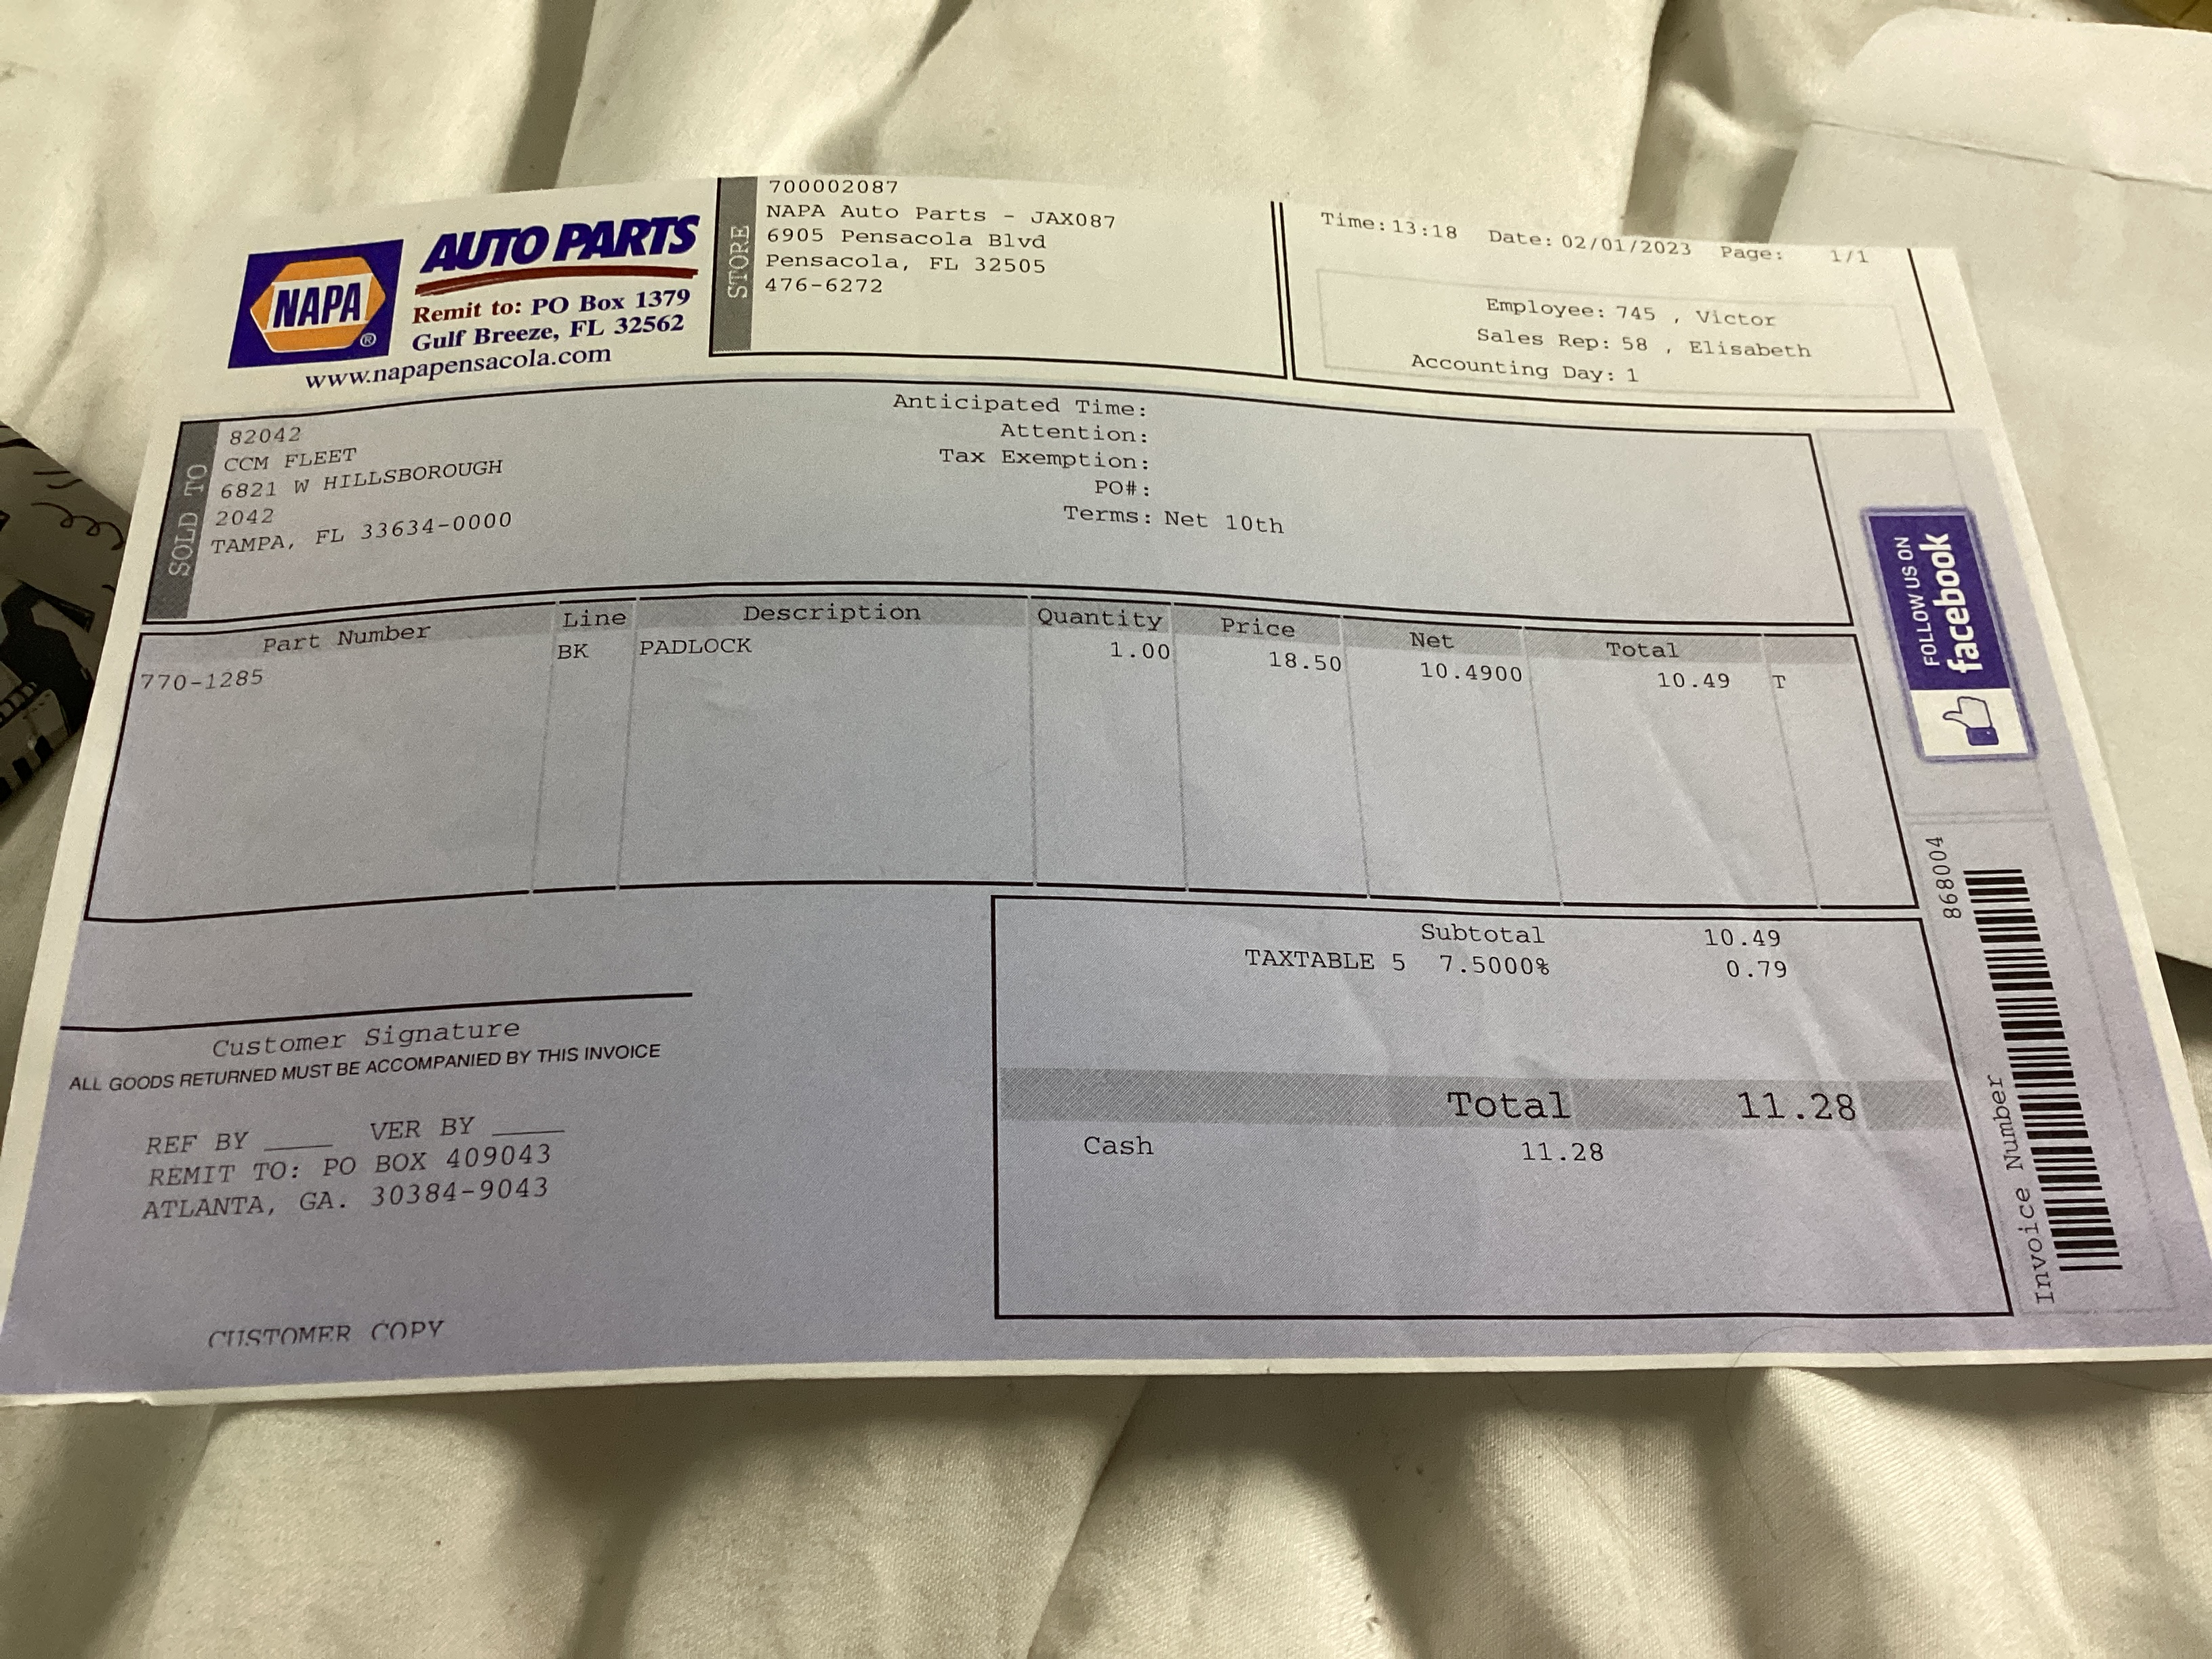 NAPA®
AUTO PARTS
Remit to: PO Box 1379
Gulf Breeze, FL 32562
www.napapensacola.com
STORE
700002087
NAPA Auto Parts - JAX087
6905 Pensacola Blvd
Pensacola, FL 32505
476-6272
Time: 13:18 Date: 02/01/2023 Page: 1/1
Employee: 745 , Victor
Sales Rep: 58 , Elisabeth
Accounting Day: 1
SOLD TO
82042
CCM FLEET
6821 W HILLSBOROUGH
2042
TAMPA, FL 33634-0000
Anticipated Time:
Attention:
Tax Exemption:
PO#:
Terms: Net 10th
FOLLOW US ON
facebook
Part Number Line Description Quantity Price Net Total
770-1285 BK PADLOCK 1.00 18.50 10.4900 10.49 T
Subtotal 10.49
TAXTABLE 5 7.5000% 0.79
Total 11.28
Cash 11.28
Customer Signature
ALL GOODS RETURNED MUST BE ACCOMPANIED BY THIS INVOICE
REF BY ____ VER BY ____
REMIT TO: PO BOX 409043
ATLANTA, GA. 30384-9043
CUSTOMER COPY
868004
Invoice Number